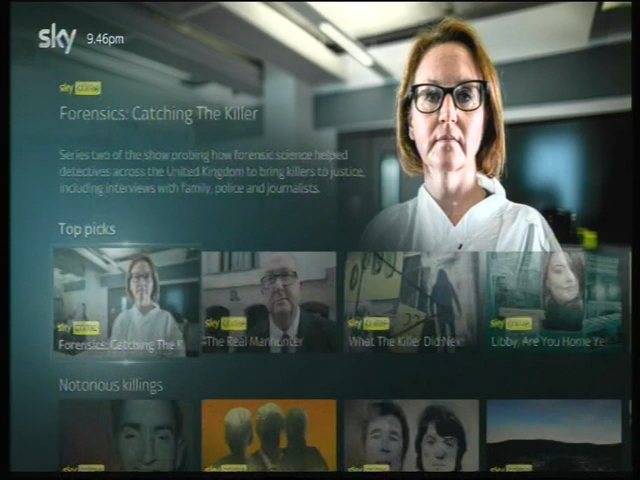 sky 9.46pm
sky crime
Forensics: Catching The Killer
Series two of the show probing how forensic science helped
detectives across the United Kingdom to bring killers to justice,
including interviews with family, police and journalists.
Top picks
sky crime
sky crime
sky crime
sky crime
Forensics: Catching The K
The Real Manhunter
What The Killer Did Nex
Libby, Are You Home Ye
Notorious killings